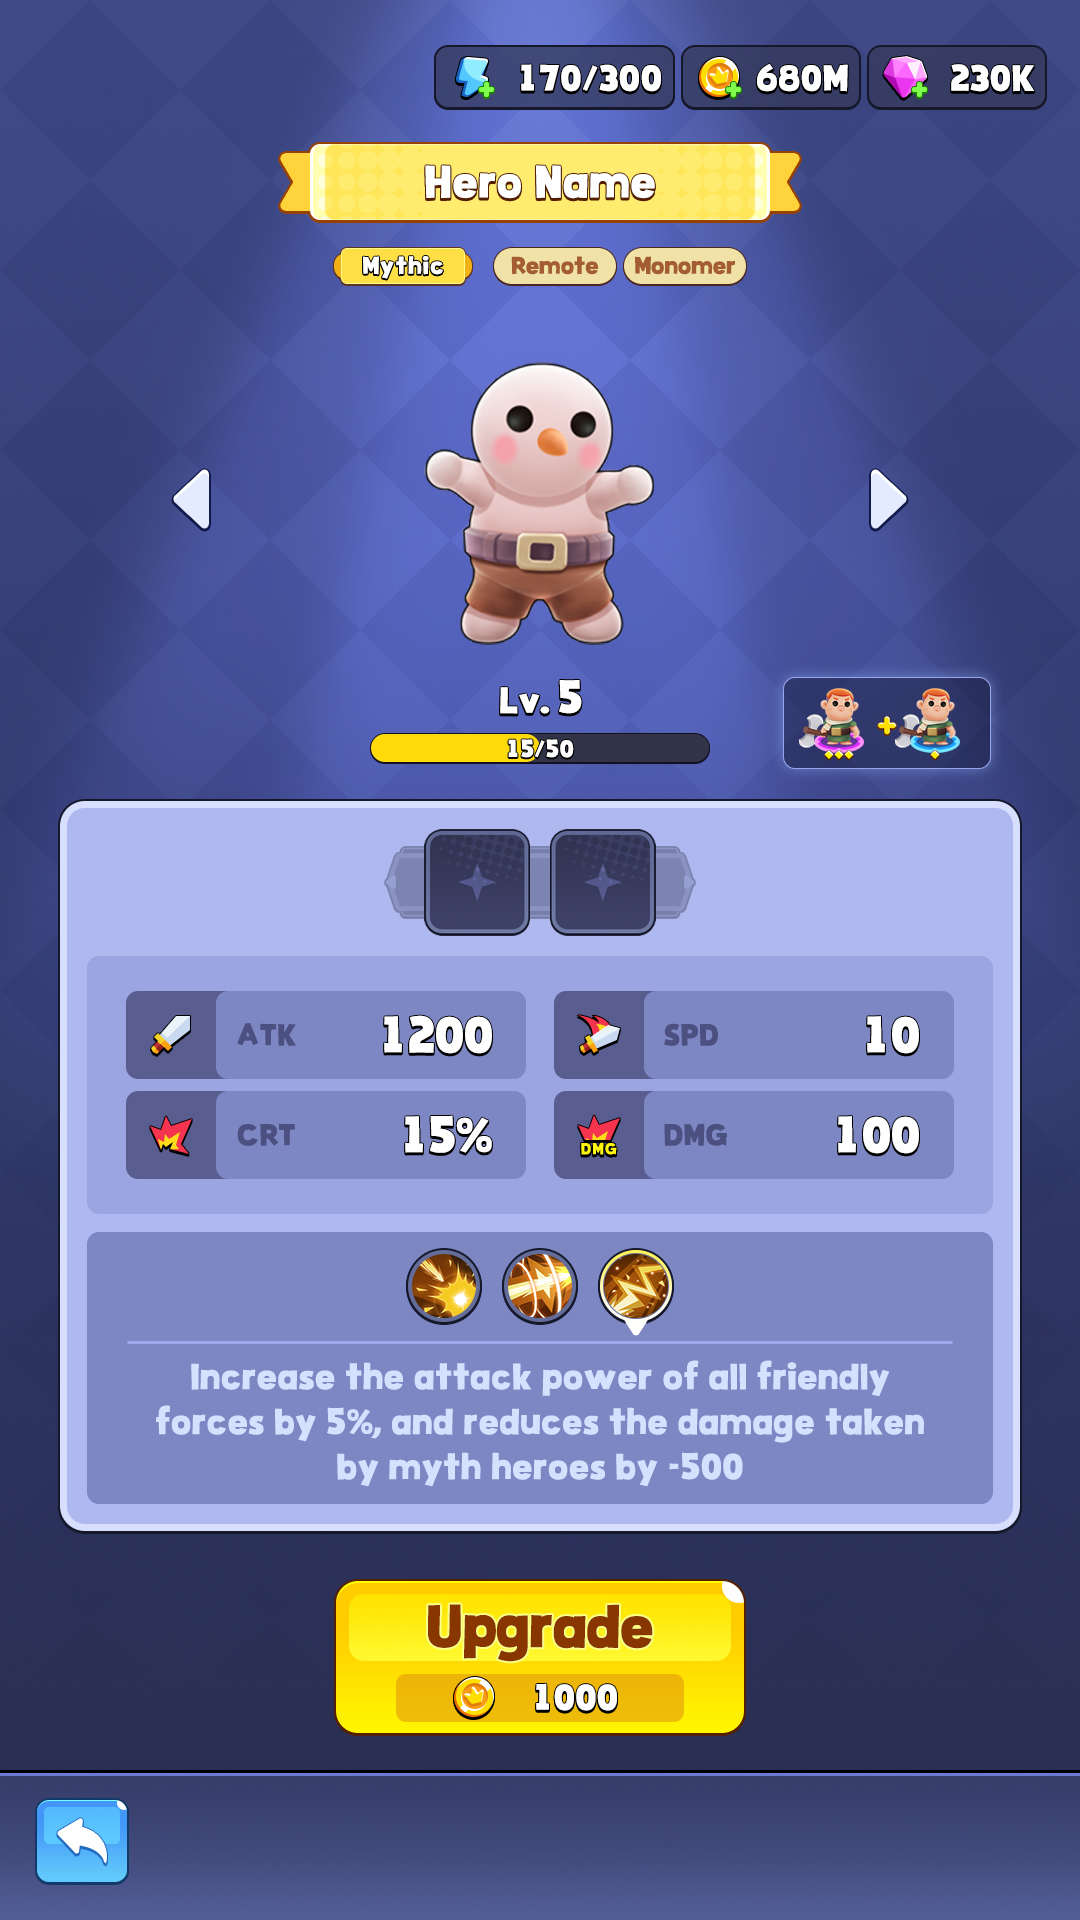 170/300
680M
230K
Hero Name
Mythic
Remote
Monomer
Lv. 5
15/50
ATK
1200
SPD
10
CRT
15%
DMG
DMG
100
Increase the attack power of all friendly
forces by 5%, and reduces the damage taken
by myth heroes by -500
Upgrade
1000